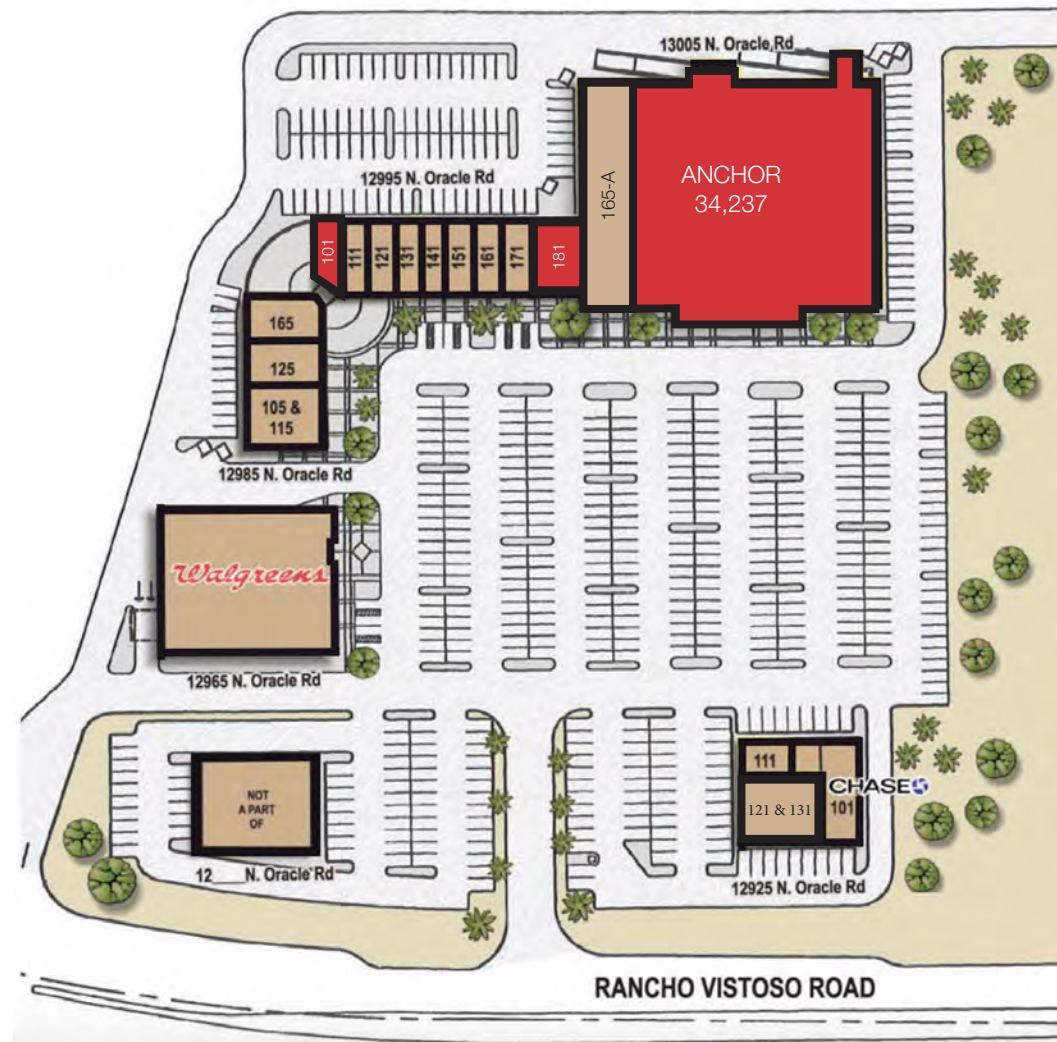 13005 N. Oracle Rd
ANCHOR
34,237
165-A
12995 N. Oracle Rd
101
111
121
131
141
151
161
171
181
165
125
105 &
115
12985 N. Oracle Rd
Walgreens
12965 N. Oracle Rd
NOT
A PART
OF
12___N. Oracle Rd
111
CHASE
121 & 131
101
12925 N. Oracle Rd
RANCHO VISTOSO ROAD